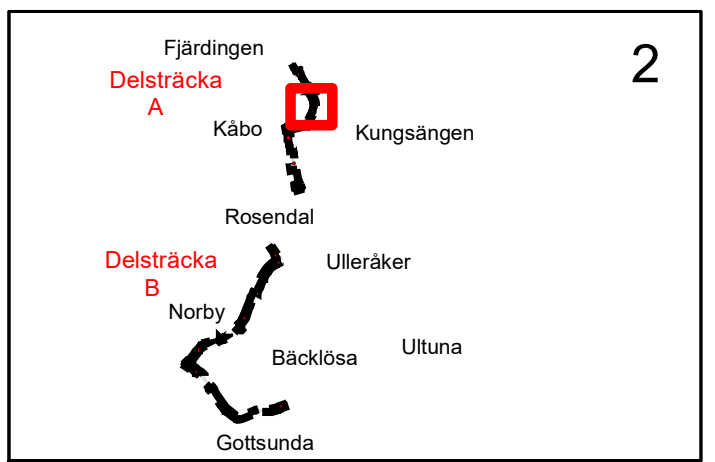 Fjärdingen
2
Delsträcka
A
Kåbo
Kungsängen
Rosendal
Delsträcka
B
Ulleråker
Norby
Ultuna
Bäcklösa
Gottsunda